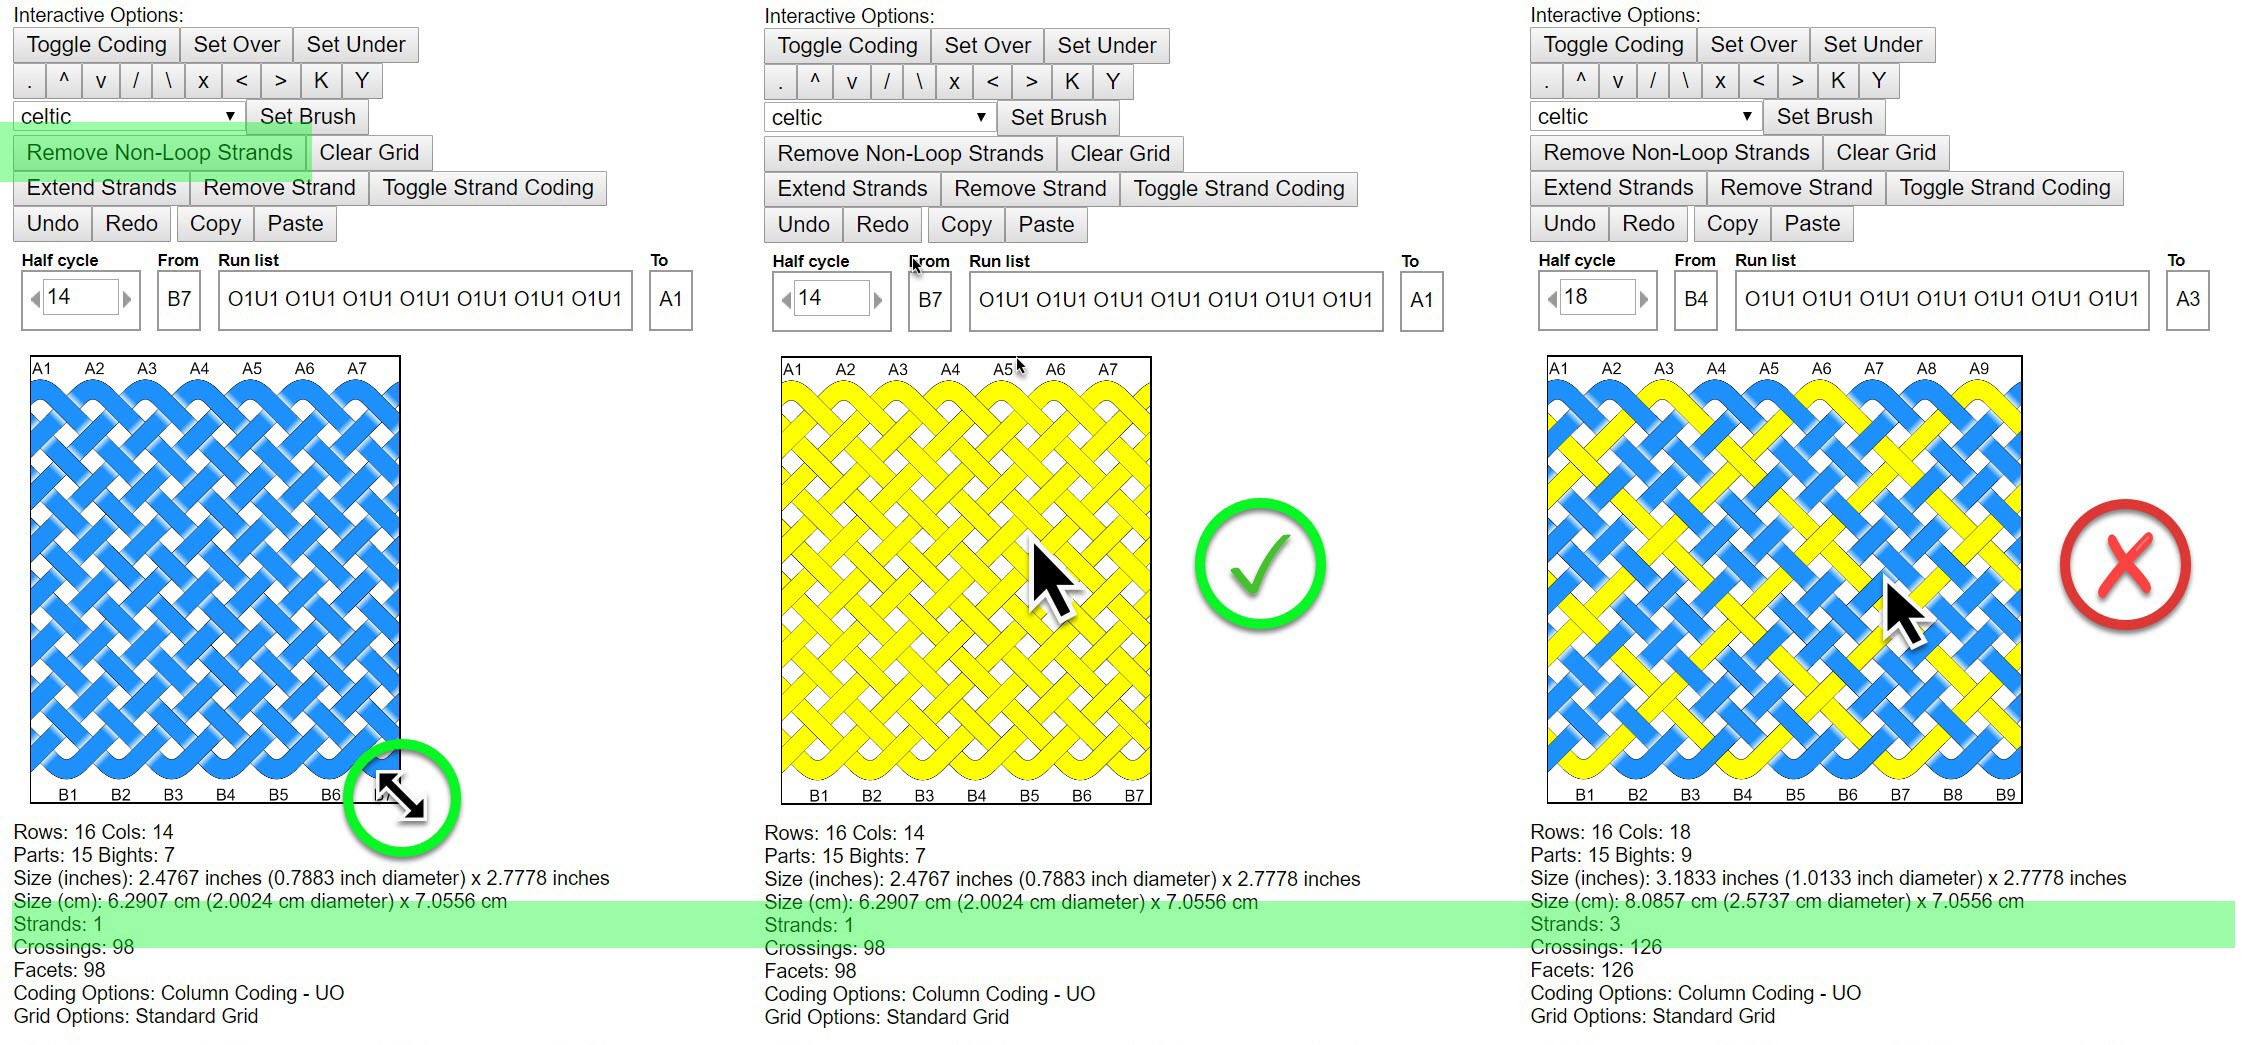 Interactive Options:
Toggle Coding Set Over Set Under
. ^ v / \ x < > K Y
celtic Set Brush
Remove Non-Loop Strands Clear Grid
Extend Strands Remove Strand Toggle Strand Coding
Undo Redo Copy Paste
Half cycle From Run list To
14 B7 O1U1 O1U1 O1U1 O1U1 O1U1 O1U1 O1U1 A1
A1 A2 A3 A4 A5 A6 A7
B1 B2 B3 B4 B5 B6
Rows: 16 Cols: 14
Parts: 15 Bights: 7
Size (inches): 2.4767 inches (0.7883 inch diameter) x 2.7778 inches
Size (cm): 6.2907 cm (2.0024 cm diameter) x 7.0556 cm
Strands: 1
Crossings: 98
Facets: 98
Coding Options: Column Coding - UO
Grid Options: Standard Grid
Interactive Options:
Toggle Coding Set Over Set Under
. ^ v / \ x < > K Y
celtic Set Brush
Remove Non-Loop Strands Clear Grid
Extend Strands Remove Strand Toggle Strand Coding
Undo Redo Copy Paste
Half cycle From Run list To
14 B7 O1U1 O1U1 O1U1 O1U1 O1U1 O1U1 O1U1 A1
A1 A2 A3 A4 A5 A6 A7
B1 B2 B3 B4 B5 B6 B7
Rows: 16 Cols: 14
Parts: 15 Bights: 7
Size (inches): 2.4767 inches (0.7883 inch diameter) x 2.7778 inches
Size (cm): 6.2907 cm (2.0024 cm diameter) x 7.0556 cm
Strands: 1
Crossings: 98
Facets: 98
Coding Options: Column Coding - UO
Grid Options: Standard Grid
Interactive Options:
Toggle Coding Set Over Set Under
. ^ v / \ x < > K Y
celtic Set Brush
Remove Non-Loop Strands Clear Grid
Extend Strands Remove Strand Toggle Strand Coding
Undo Redo Copy Paste
Half cycle From Run list To
18 B4 O1U1 O1U1 O1U1 O1U1 O1U1 O1U1 O1U1 A3
A1 A2 A3 A4 A5 A6 A7 A8 A9
B1 B2 B3 B4 B5 B6 B7 B8 B9
Rows: 16 Cols: 18
Parts: 15 Bights: 9
Size (inches): 3.1833 inches (1.0133 inch diameter) x 2.7778 inches
Size (cm): 8.0857 cm (2.5737 cm diameter) x 7.0556 cm
Strands: 3
Crossings: 126
Facets: 126
Coding Options: Column Coding - UO
Grid Options: Standard Grid